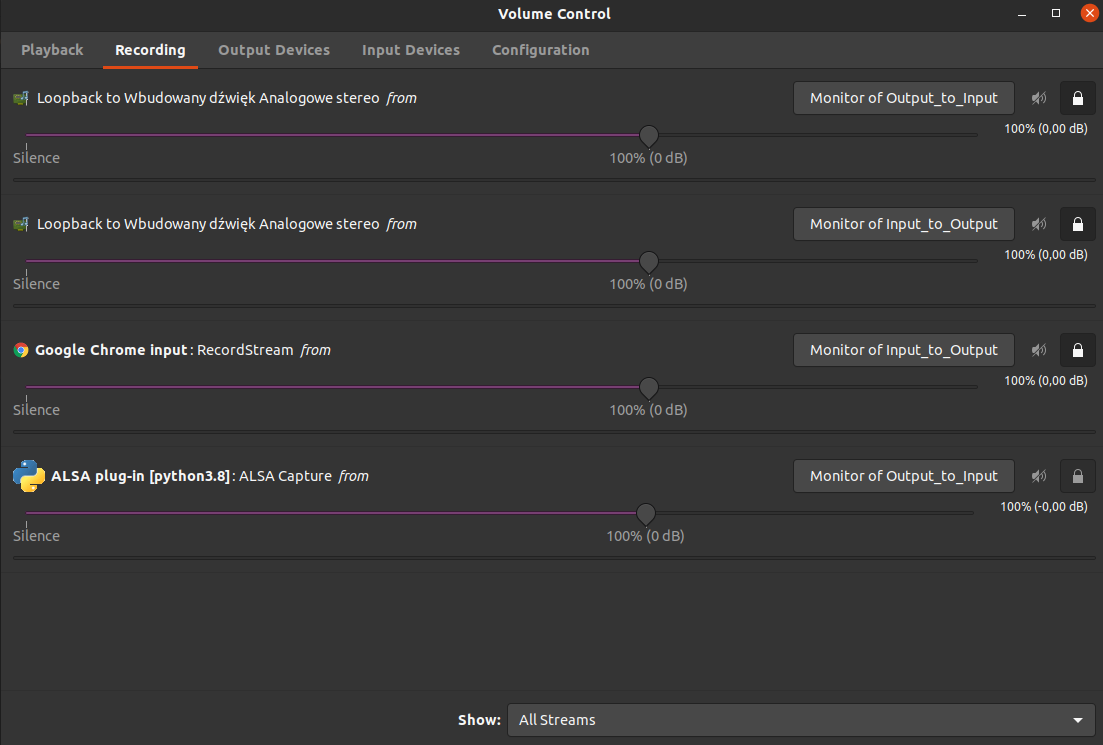 Volume Control
Playback Recording Output Devices Input Devices Configuration
Loopback to Wbudowany dźwięk Analogowe stereo from Monitor of Output_to_Input
100% (0,00 dB)
Silence 100% (0 dB)
Loopback to Wbudowany dźwięk Analogowe stereo from Monitor of Input_to_Output
100% (0,00 dB)
Silence 100% (0 dB)
Google Chrome input: RecordStream from Monitor of Input_to_Output
100% (0,00 dB)
Silence 100% (0 dB)
ALSA plug-in [python3.8]: ALSA Capture from Monitor of Output_to_Input
100% (-0,00 dB)
Silence 100% (0 dB)
Show: All Streams